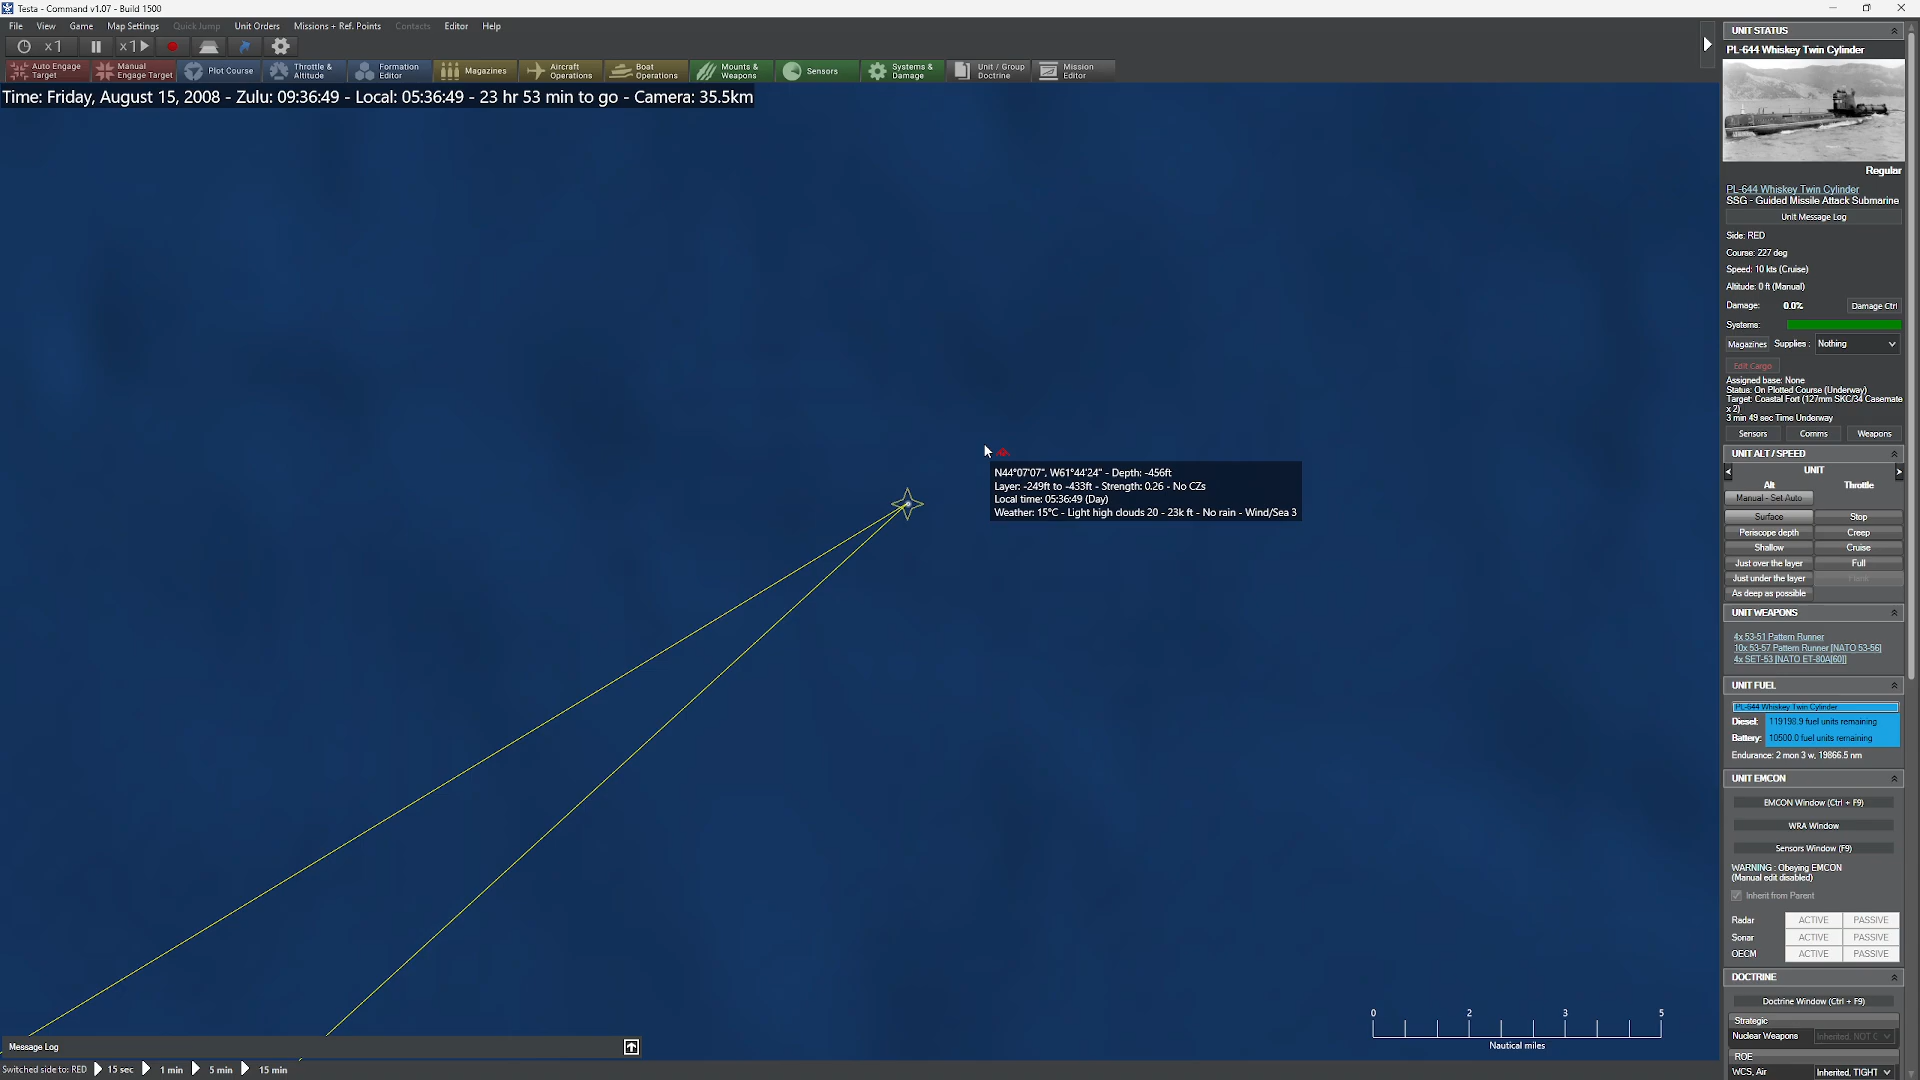 Testa - Command v1.07 - Build 1500
File View Game Map Settings Quick Jump Unit Orders Missions + Ref. Points Contacts Editor Help
x1 x1
Auto Engage Target Manual Engage Target Plot Course Throttle & Altitude Formation Editor Magazines Aircraft Operations Boat Operations Mounts & Weapons Sensors Systems & Damage Unit / Group Doctrine Mission Editor
Time: Friday, August 15, 2008 - Zulu: 09:36:49 - Local: 05:36:49 - 23 hr 53 min to go - Camera: 35.5km
N44°07'07", W61°44'24" - Depth: -456ft
Layer: -249ft to -433ft - Strength: 0.26 - No CZs
Local time: 05:36:49 (Day)
Weather: 15°C - Light high clouds 20 - 23k ft - No rain - Wind/Sea 3
0 2 3 5
Nautical miles
Message Log
Switched side to: RED 15 sec 1 min 5 min 15 min
UNIT STATUS
PL-644 Whiskey Twin Cylinder
Regular
PL-644 Whiskey Twin Cylinder
SSG - Guided Missile Attack Submarine
Unit Message Log
Side: RED
Course: 227 deg
Speed: 10 kts (Cruise)
Altitude: 0 ft (Manual)
Damage: 0.0% Damage Ctrl
Systems:
Magazines Supplies : Nothing
Edit Cargo
Assigned base: None
Status: On Plotted Course (Underway)
Target: Coastal Fort (127mm SKC/34 Casemate
x 2)
3 min 49 sec Time Underway
Sensors Comms Weapons
UNIT ALT / SPEED
UNIT
Alt Throttle
Manual - Set Auto
Surface Stop
Periscope depth Creep
Shallow Cruise
Just over the layer Full
Just under the layer
As deep as possible
UNIT WEAPONS
4x 53-51 Pattern Runner
10x 53-57 Pattern Runner [NATO 53-56]
4x SET-53 [NATO ET-80A[60]]
UNIT FUEL
PL-644 Whiskey Twin Cylinder
Diesel: 119198.9 fuel units remaining
Battery: 10500.0 fuel units remaining
Endurance: 2 mon 3 w, 19866.5 nm
UNIT EMCON
EMCON Window (Ctrl + F9)
WRA Window
Sensors Window (F9)
WARNING : Obeying EMCON
(Manual edit disabled)
Inherit from Parent
Radar ACTIVE PASSIVE
Sonar ACTIVE PASSIVE
OECM ACTIVE PASSIVE
DOCTRINE
Doctrine Window (Ctrl + F9)
Strategic
Nuclear Weapons Inherited, NOT
ROE
WCS, Air Inherited, TIGHT